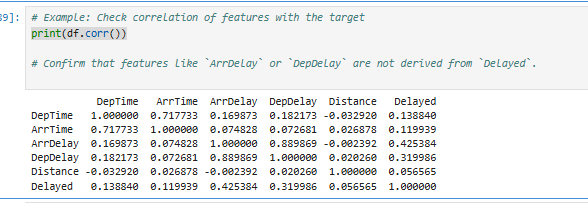 89]: # Example: Check correlation of features with the target
print(df.corr())
# Confirm that features like `ArrDelay` or `DepDelay` are not derived from `Delayed`.
DepTime ArrTime ArrDelay DepDelay Distance Delayed
DepTime 1.000000 0.717733 0.169873 0.182173 -0.032920 0.138840
ArrTime 0.717733 1.000000 0.074828 0.072681 0.026878 0.119939
ArrDelay 0.169873 0.074828 1.000000 0.889869 -0.002392 0.425384
DepDelay 0.182173 0.072681 0.889869 1.000000 0.020260 0.319986
Distance -0.032920 0.026878 -0.002392 0.020260 1.000000 0.056565
Delayed 0.138840 0.119939 0.425384 0.319986 0.056565 1.000000